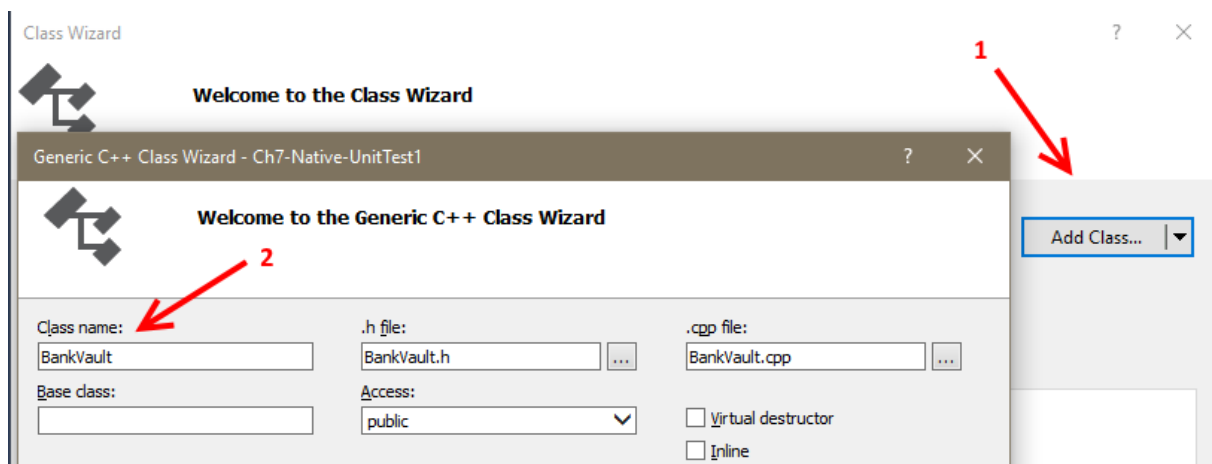 Class Wizard ?
1
Welcome to the Class Wizard
Generic C++ Class Wizard - Ch7-Native-UnitTest1 ?
Welcome to the Generic C++ Class Wizard
Add Class...
2
Class name: .h file: .cpp file:
BankVault BankVault.h ... BankVault.cpp ...
Base class: Access:
public Virtual destructor
Inline